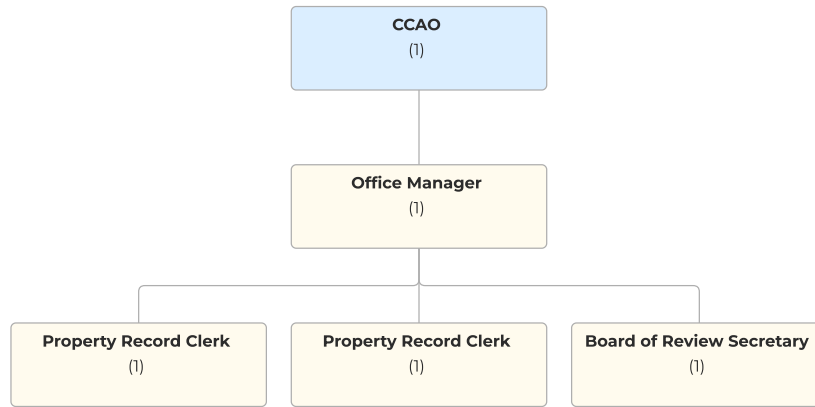 CCAO
(1)
Office Manager
(1)
Property Record Clerk
(1)
Property Record Clerk
(1)
Board of Review Secretary
(1)